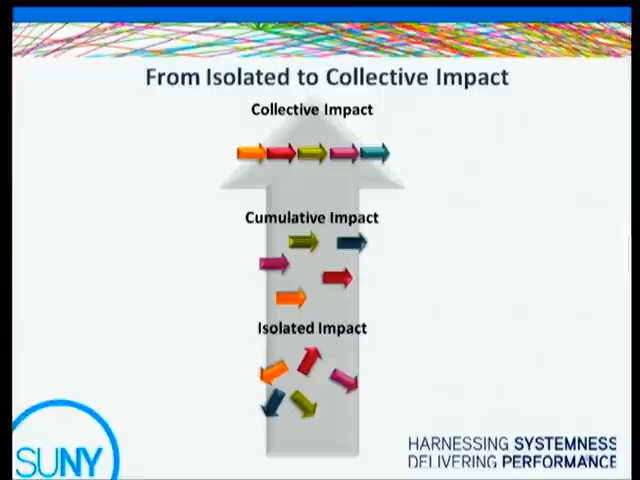 From Isolated to Collective Impact
Collective Impact
Cumulative Impact
Isolated Impact
SUNY
HARNESSING SYSTEMNESS
DELIVERING PERFORMANCE